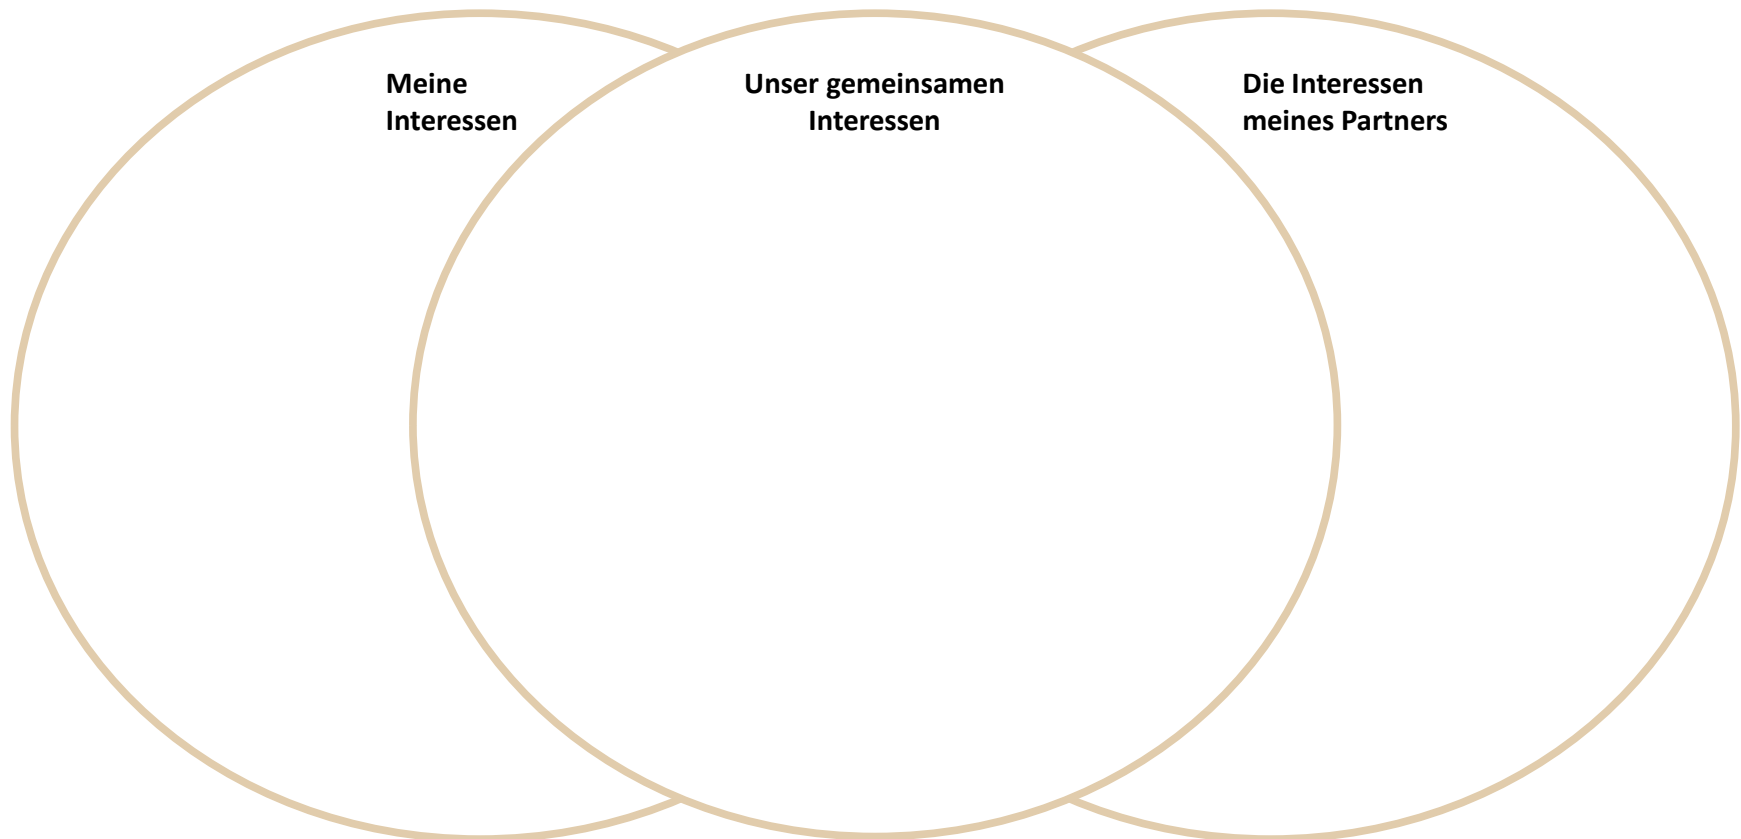 Meine
Interessen
Unser gemeinsamen
Interessen
Die Interessen
meines Partners